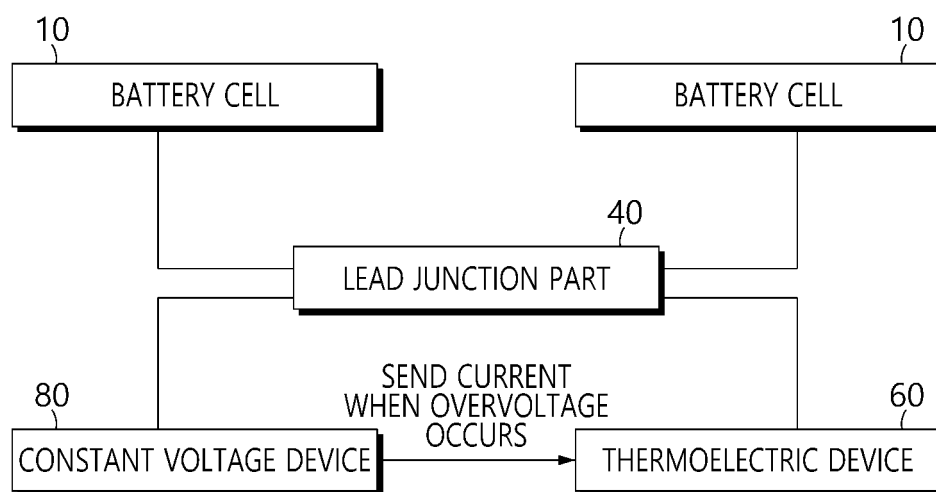 10
10
BATTERY CELL
BATTERY CELL
40
LEAD JUNCTION PART
SEND CURRENT
WHEN OVERVOLTAGE
OCCURS
80
60
CONSTANT VOLTAGE DEVICE
THERMOELECTRIC DEVICE